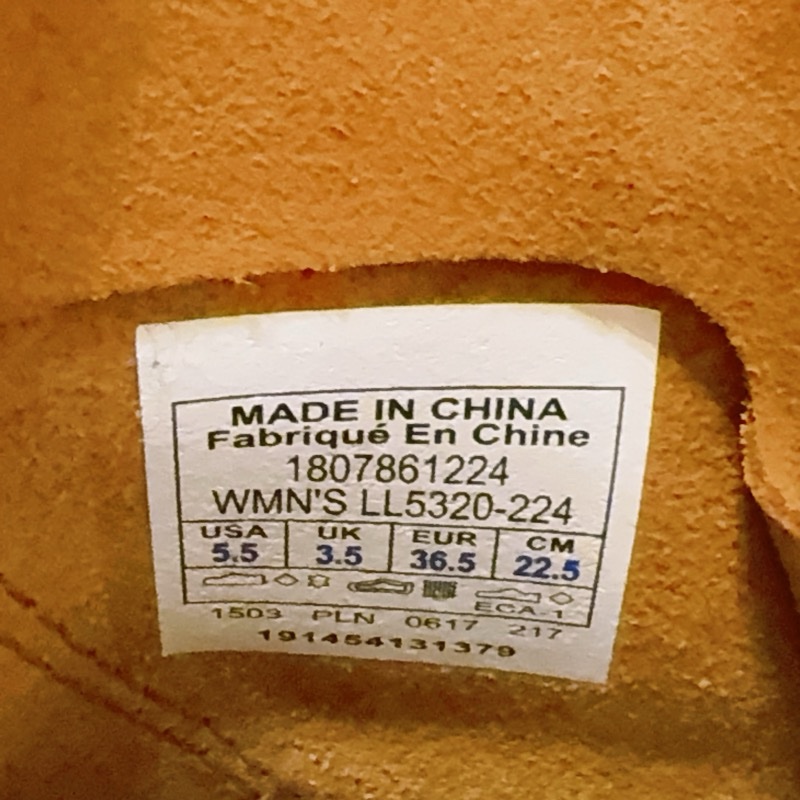 MADE IN CHINA
Fabriqué En Chine
1807861224
WMN'S LL5320-224
USA UK EUR CM
5.5 3.5 36.5 22.5
ECA-1
1503 PLN 0617 217
191454131379